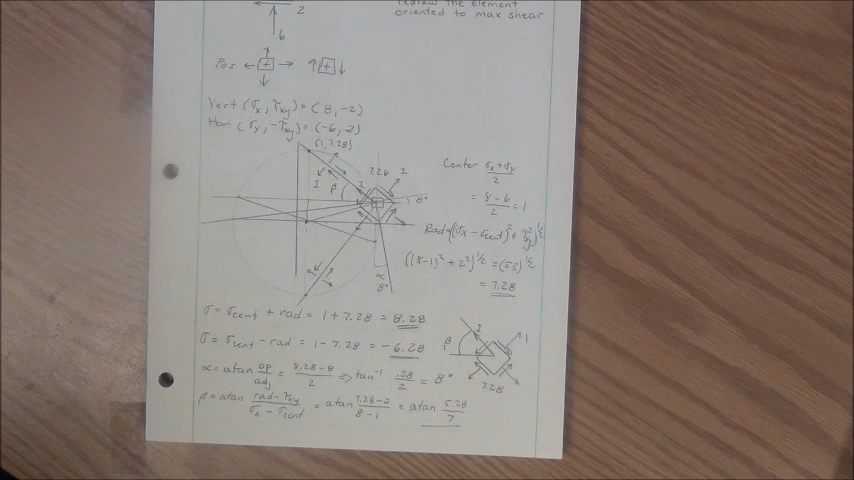 redraw the element
2 oriented to max shear
6
Pos + +
Vert (σx, τxy) = (8, -2)
Hor (σy, -τxy) = (-6, 2)
(1, 7.28)
7.28 1
1 β 1 8°
α
8°
Center σx + σy / 2
= 8-6 / 2 = 1
Rad = ((σx - σcent)² + τxy²)^1/2
((8-1)² + 2²)^1/2 = (53)^1/2
= 7.28
σ = σcent + rad = 1 + 7.28 = 8.28
σ = σcent - rad = 1 - 7.28 = -6.28
α = atan op/adj = 8.28-8 / 2 ⇒ tan⁻¹ .28/2 = 8°
β = atan rad - τxy / σx - σcent = atan 7.28-2 / 8-1 = atan 5.28/7
β 1 1
7.28